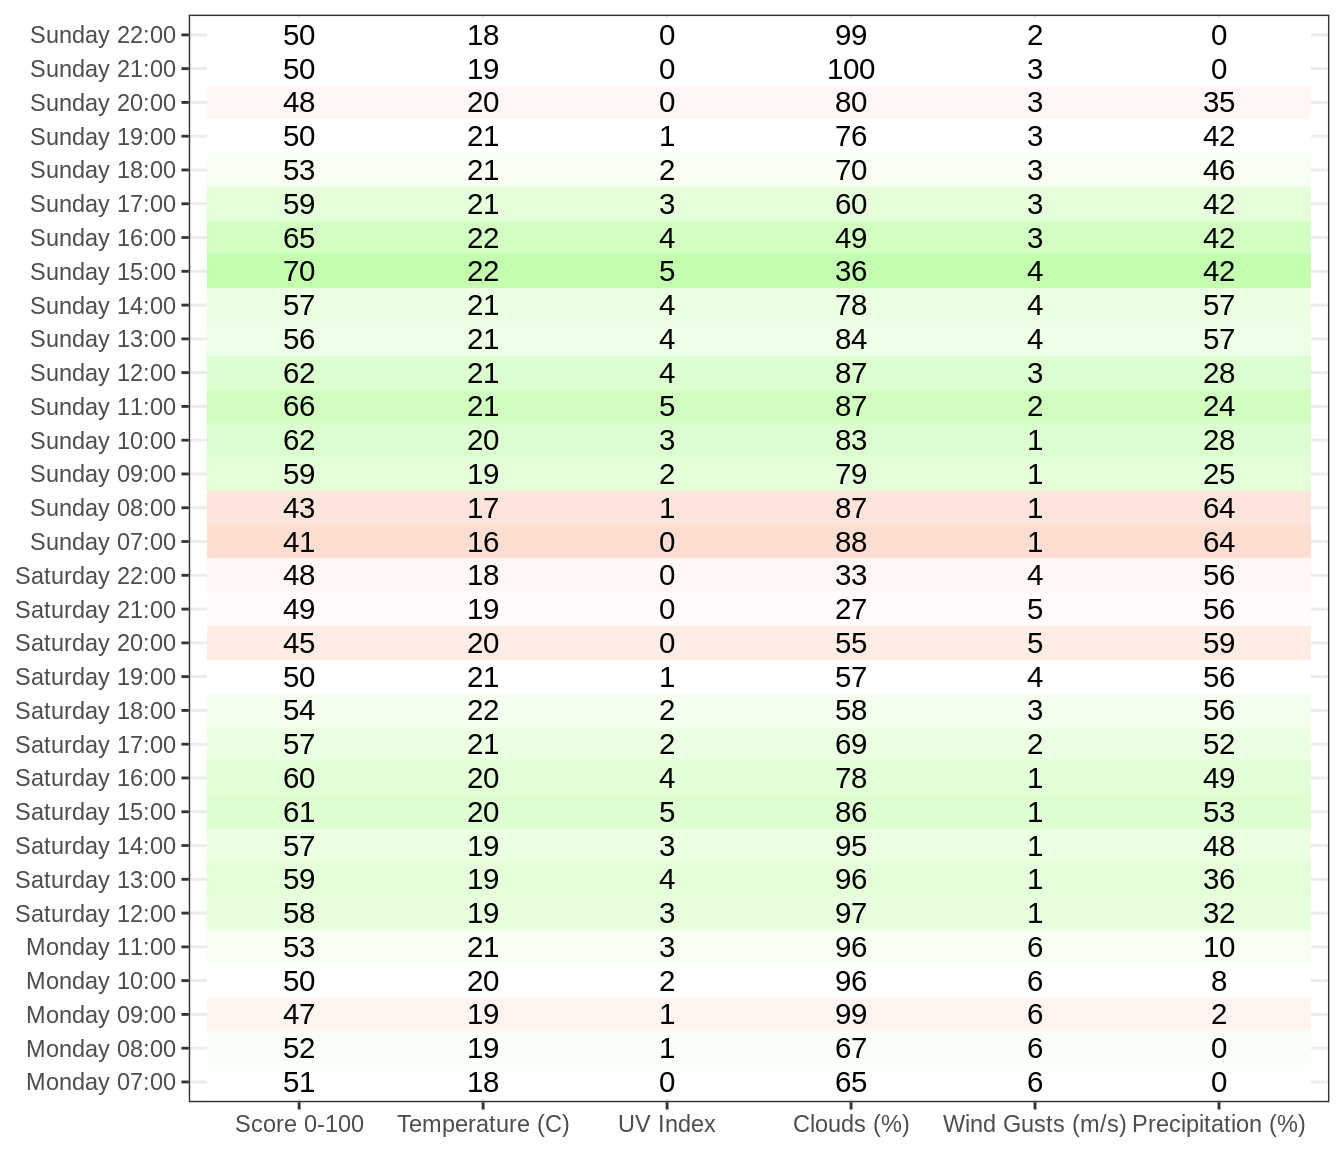 Sunday 22:00 50 18 0 99 2 0
Sunday 21:00 50 19 0 100 3 0
Sunday 20:00 48 20 0 80 3 35
Sunday 19:00 50 21 1 76 3 42
Sunday 18:00 53 21 2 70 3 46
Sunday 17:00 59 21 3 60 3 42
Sunday 16:00 65 22 4 49 3 42
Sunday 15:00 70 22 5 36 4 42
Sunday 14:00 57 21 4 78 4 57
Sunday 13:00 56 21 4 84 4 57
Sunday 12:00 62 21 4 87 3 28
Sunday 11:00 66 21 5 87 2 24
Sunday 10:00 62 20 3 83 1 28
Sunday 09:00 59 19 2 79 1 25
Sunday 08:00 43 17 1 87 1 64
Sunday 07:00 41 16 0 88 1 64
Saturday 22:00 48 18 0 33 4 56
Saturday 21:00 49 19 0 27 5 56
Saturday 20:00 45 20 0 55 5 59
Saturday 19:00 50 21 1 57 4 56
Saturday 18:00 54 22 2 58 3 56
Saturday 17:00 57 21 2 69 2 52
Saturday 16:00 60 20 4 78 1 49
Saturday 15:00 61 20 5 86 1 53
Saturday 14:00 57 19 3 95 1 48
Saturday 13:00 59 19 4 96 1 36
Saturday 12:00 58 19 3 97 1 32
Monday 11:00 53 21 3 96 6 10
Monday 10:00 50 20 2 96 6 8
Monday 09:00 47 19 1 99 6 2
Monday 08:00 52 19 1 67 6 0
Monday 07:00 51 18 0 65 6 0
Score 0-100 Temperature (C) UV Index Clouds (%) Wind Gusts (m/s) Precipitation (%)